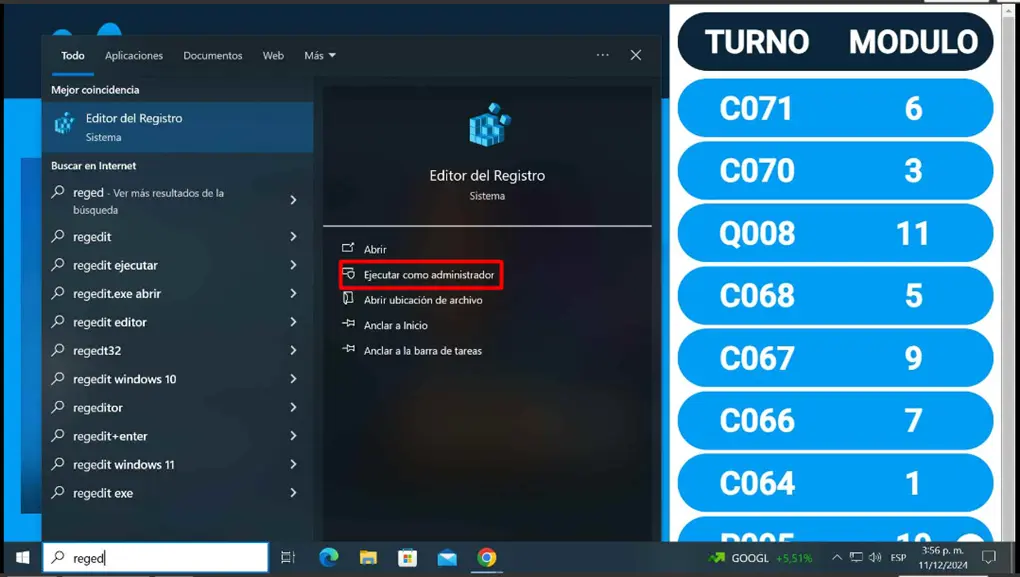 Todo Aplicaciones Documentos Web Más
Mejor coincidencia
Editor del Registro
Sistema
Buscar en Internet
reged - Ver más resultados de la
búsqueda
regedit
regedit ejecutar
regedit.exe abrir
regedit editor
regedt32
regedit windows 10
regeditor
regedit+enter
regedit windows 11
regedit exe
Editor del Registro
Sistema
Abrir
Ejecutar como administrador
Abrir ubicación de archivo
Anclar a Inicio
Anclar a la barra de tareas
TURNO MODULO
C071 6
C070 3
Q008 11
C068 5
C067 9
C066 7
C064 1
reged
GOOGL +5,51%
ESP
3:56 p. m.
11/12/2024